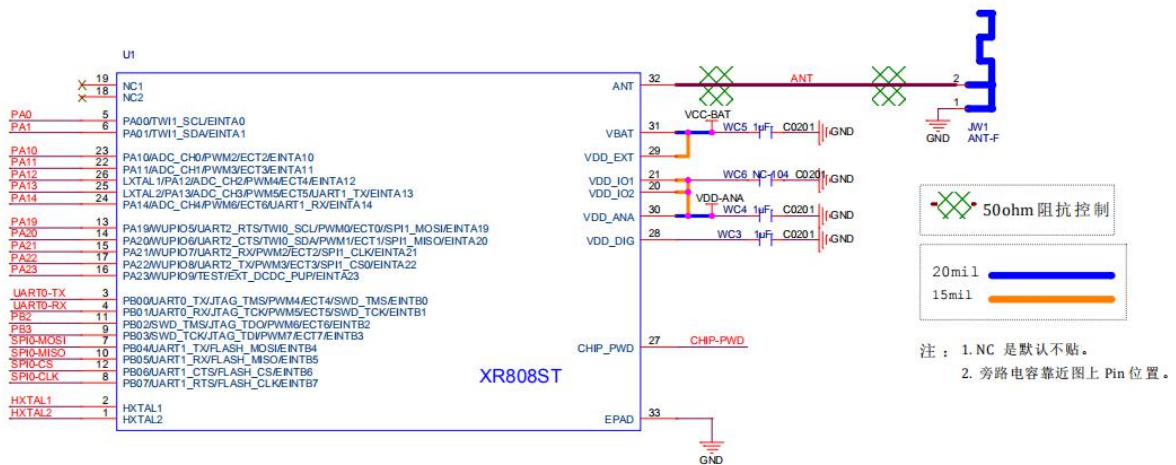 U1
19 NC1
18 NC2
PA0 5 PA00/TWI1_SCL/EINTA0
PA1 6 PA01/TWI1_SDA/EINTA1
PA10 23 PA10/ADC_CH0/PWM2/ECT2/EINTA10
PA11 22 PA11/ADC_CH1/PWM3/ECT3/EINTA11
PA12 26 LXTAL1/PA12/ADC_CH2/PWM4/ECT4/EINTA12
PA13 25 LXTAL2/PA13/ADC_CH3/PWM5/ECT5/UART1_TX/EINTA13
PA14 24 PA14/ADC_CH4/PWM6/ECT6/UART1_RX/EINTA14
PA19 13 PA19/WUPIO5/UART2_RTS/TWI0_SCL/PWM0/ECT0/SPI1_MOSI/EINTA19
PA20 14 PA20/WUPIO6/UART2_CTS/TWI0_SDA/PWM1/ECT1/SPI1_MISO/EINTA20
PA21 15 PA21/WUPIO7/UART2_RX/PWM2/ECT2/SPI1_CLK/EINTA21
PA22 17 PA22/WUPIO8/UART2_TX/PWM3/ECT3/SPI1_CS0/EINTA22
PA23 16 PA23/WUPIO9/TEST/EXT_DCDC_PUP/EINTA23
UART0-TX 3 PB00/UART0_TX/JTAG_TMS/PWM4/ECT4/SWD_TMS/EINTB0
UART0-RX 4 PB01/UART0_RX/JTAG_TCK/PWM5/ECT5/SWD_TCK/EINTB1
PB2 11 PB02/SWD_TMS/JTAG_TDO/PWM6/ECT6/EINTB2
PB3 9 PB03/SWD_TCK/JTAG_TDI/PWM7/ECT7/EINTB3
SPI0-MOSI 7 PB04/UART1_TX/FLASH_MOSI/EINTB4
SPI0-MISO 10 PB05/UART1_RX/FLASH_MISO/EINTB5
SPI0-CS 12 PB06/UART1_CTS/FLASH_CS/EINTB6
SPI0-CLK 8 PB07/UART1_RTS/FLASH_CLK/EINTB7
HXTAL1 2 HXTAL1
HXTAL2 1 HXTAL2
XR808ST
ANT 32 ANT 2
1
GND
JW1
ANT-F
VCC-BAT
VBAT 31 WC5 1uF C0201 GND
VDD_EXT 29
VDD_IO1 21 WC6 NC-104 C0201
VDD_IO2 20
VDD-ANA
VDD_ANA 30 WC4 1uF C0201 GND
VDD_DIG 28 WC3 1uF C0201 GND
CHIP_PWD 27 CHIP-PWD
EPAD 33
GND
50ohm 阻抗控制
20mil
15mil
注： 1. NC 是默认不贴。
2. 旁路电容靠近图上 Pin 位置。